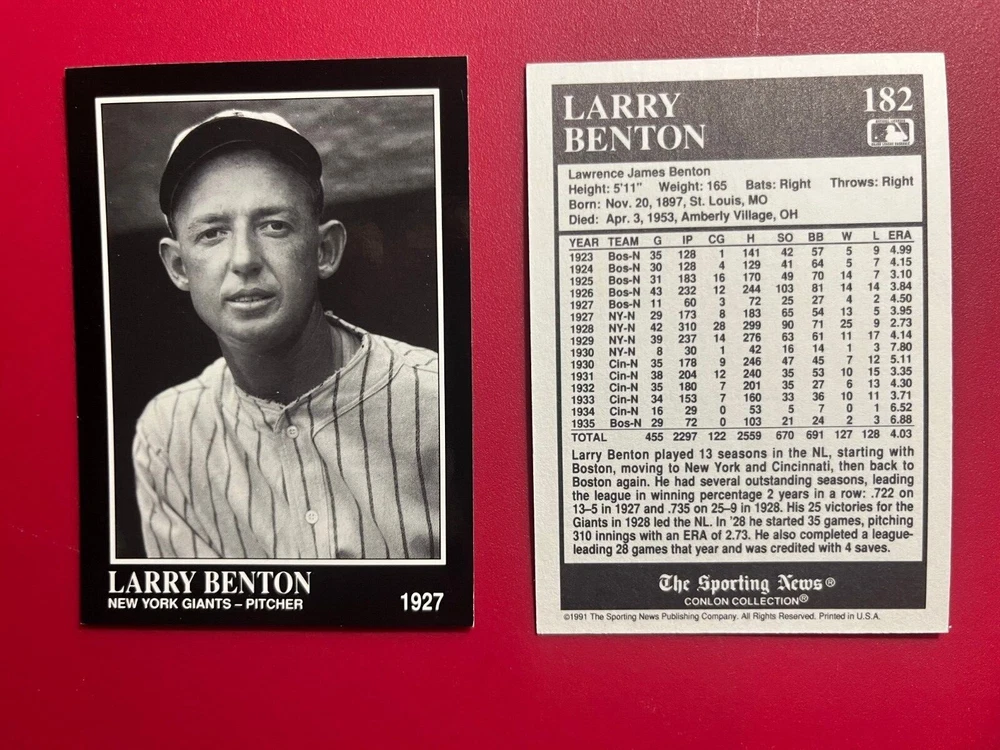 LARRY BENTON
NEW YORK GIANTS – PITCHER
1927
LARRY
BENTON
182
Lawrence James Benton
Height: 5'11" Weight: 165 Bats: Right Throws: Right
Born: Nov. 20, 1897, St. Louis, MO
Died: Apr. 3, 1953, Amberly Village, OH
YEAR TEAM G IP CG H SO BB W L ERA
1923 Bos-N 35 128 1 141 42 57 5 9 4.99
1924 Bos-N 30 128 4 129 41 64 5 7 4.15
1925 Bos-N 31 183 16 170 49 70 14 7 3.10
1926 Bos-N 43 232 12 244 103 81 14 14 3.84
1927 Bos-N 11 60 3 72 25 27 4 2 4.50
1927 NY-N 29 173 8 183 65 54 13 5 3.95
1928 NY-N 42 310 28 299 90 71 25 9 2.73
1929 NY-N 39 237 14 276 63 61 11 17 4.14
1930 NY-N 8 30 1 42 16 14 1 3 7.80
1930 Cin-N 35 178 9 246 47 45 7 12 5.11
1931 Cin-N 38 204 12 240 35 53 10 15 3.35
1932 Cin-N 35 180 7 201 35 27 6 13 4.30
1933 Cin-N 34 153 7 160 33 36 10 11 3.71
1934 Cin-N 16 29 0 53 5 7 0 1 6.52
1935 Bos-N 29 72 0 103 21 24 2 3 6.88
TOTAL 455 2297 122 2559 670 691 127 128 4.03
Larry Benton played 13 seasons in the NL, starting with
Boston, moving to New York and Cincinnati, then back to
Boston again. He had several outstanding seasons, leading
the league in winning percentage 2 years in a row: .722 on
13–5 in 1927 and .735 on 25–9 in 1928. His 25 victories for the
Giants in 1928 led the NL. In '28 he started 35 games, pitching
310 innings with an ERA of 2.73. He also completed a league-
leading 28 games that year and was credited with 4 saves.
The Sporting News®
CONLON COLLECTION®
©1991 The Sporting News Publishing Company. All Rights Reserved. Printed in U.S.A.